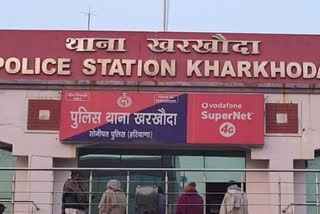 थाना खरखौदा
POLICE STATION KHARKHODA
पुलिस थाना खरखौदा
सोनीपत पुलिस (हरियाणा)
vodafone
SuperNet
4G